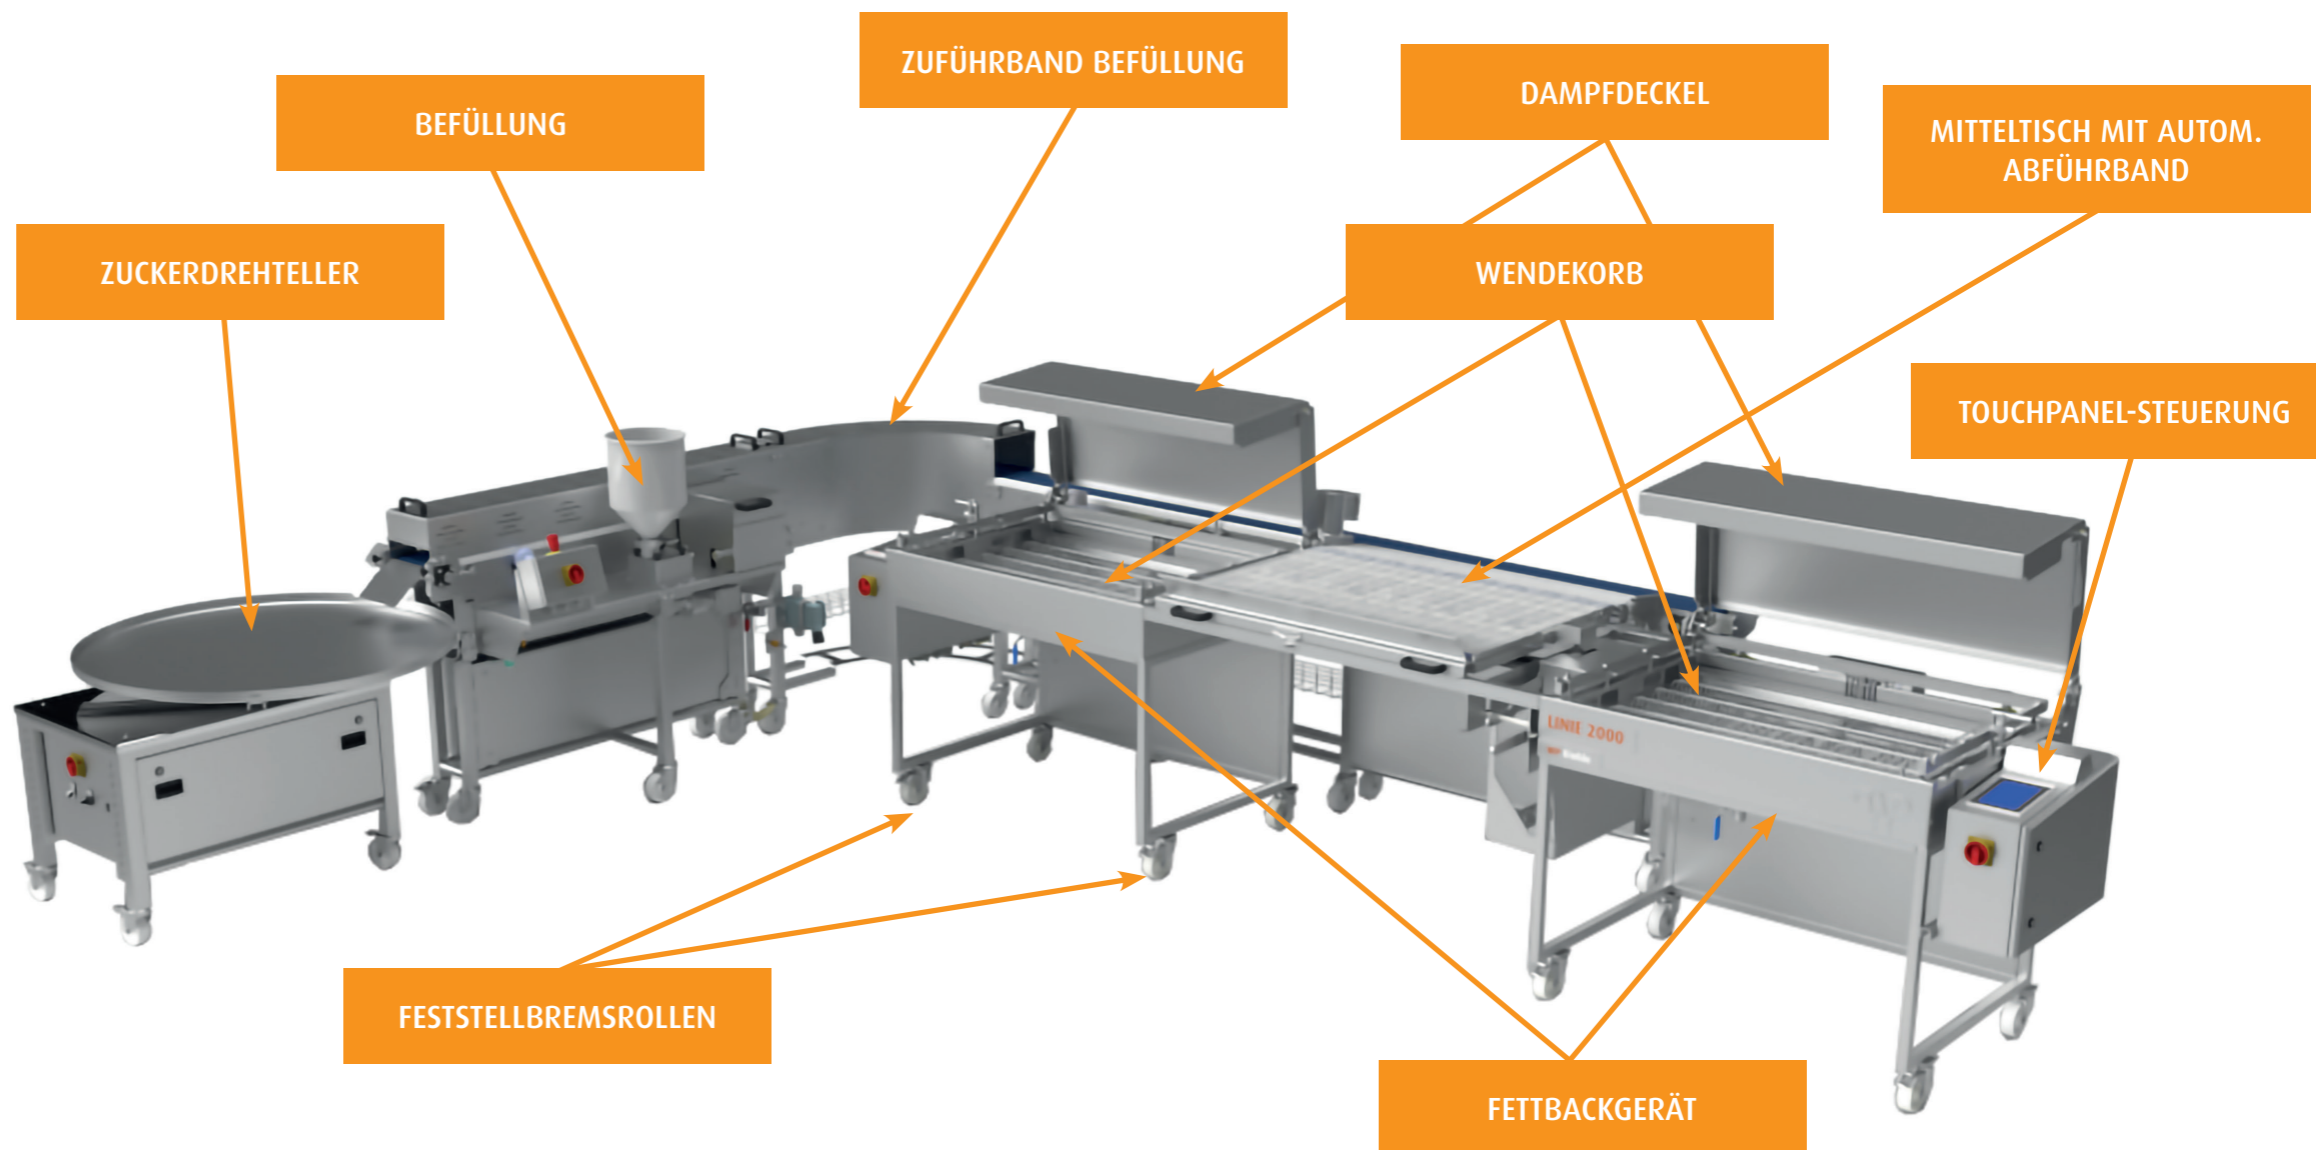 ZUFÜHRBAND BEFÜLLUNG
DAMPFDECKEL
BEFÜLLUNG
MITTELTISCH MIT AUTOM.
ABFÜHRBAND
ZUCKERDREHTELLER
WENDEKORB
TOUCHPANEL-STEUERUNG
LINIE 2000
FESTSTELLBREMSROLLEN
FETTBACKGERÄT